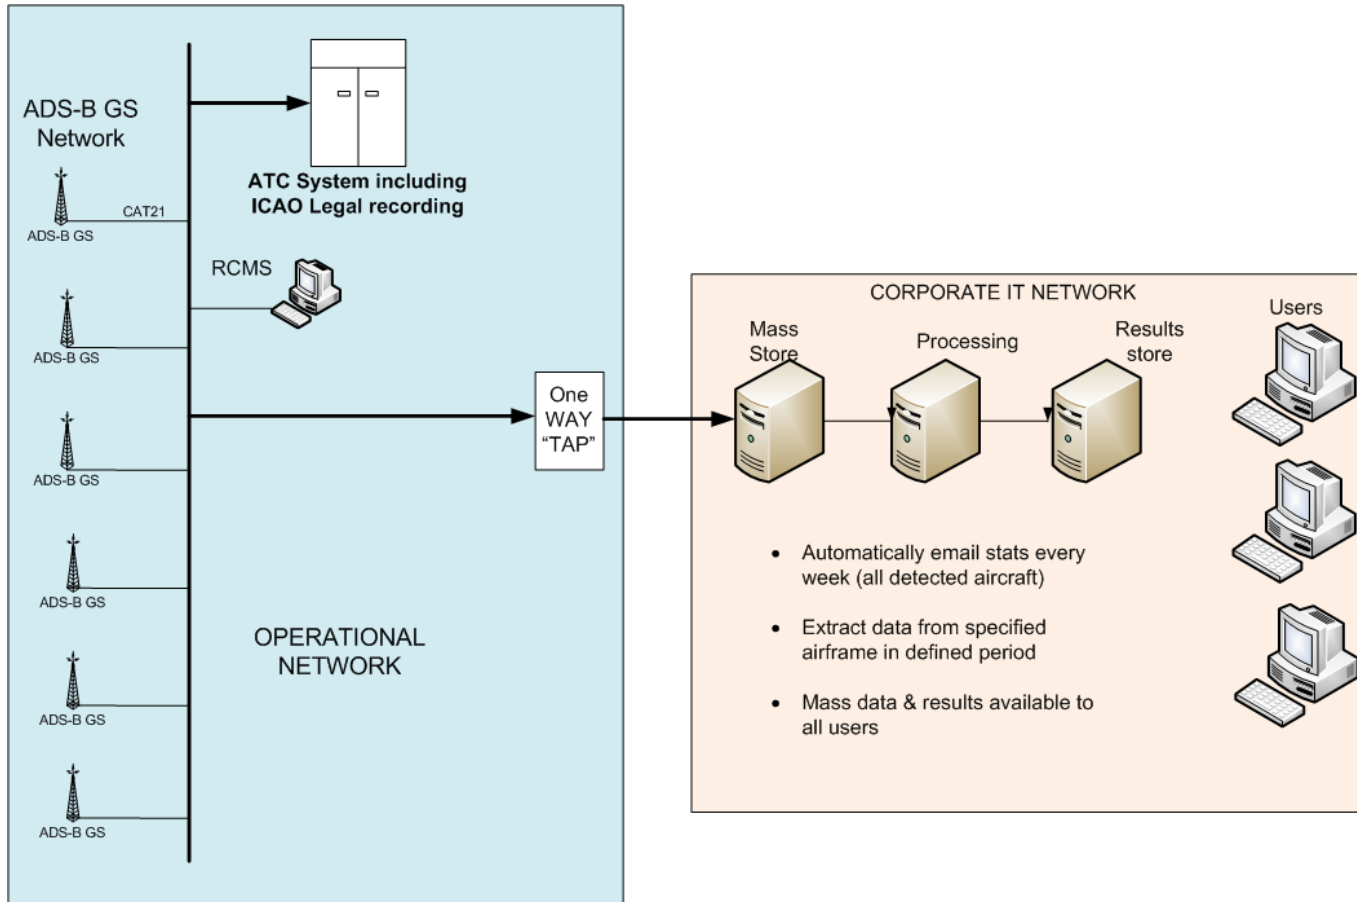 ADS-B GS
Network
CAT21
ADS-B GS
ADS-B GS
ADS-B GS
ADS-B GS
ADS-B GS
ADS-B GS
ATC System including
ICAO Legal recording
RCMS
One
WAY
“TAP”
OPERATIONAL
NETWORK
CORPORATE IT NETWORK
Mass
Store
Processing
Results
store
Users
• Automatically email stats every
week (all detected aircraft)
• Extract data from specified
airframe in defined period
• Mass data & results available to
all users